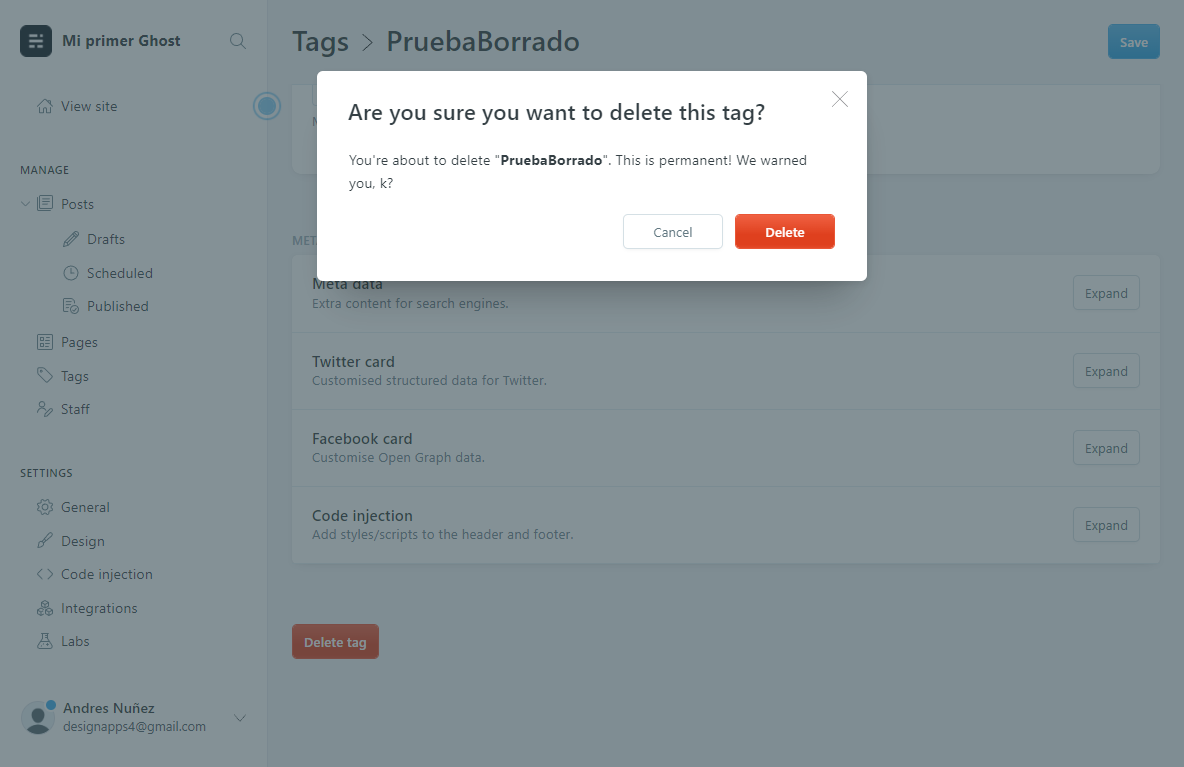 Mi primer Ghost
View site
MANAGE
Posts
Drafts
Scheduled
Published
Pages
Tags
Staff
SETTINGS
General
Design
Code injection
Integrations
Labs
Andres Nuñez
designapps4@gmail.com
Tags > PruebaBorrado
Save
Are you sure you want to delete this tag?
You're about to delete "PruebaBorrado". This is permanent! We warned
you, k?
Cancel
Delete
Meta data
Extra content for search engines.
Expand
Twitter card
Customised structured data for Twitter.
Expand
Facebook card
Customise Open Graph data.
Expand
Code injection
Add styles/scripts to the header and footer.
Expand
Delete tag